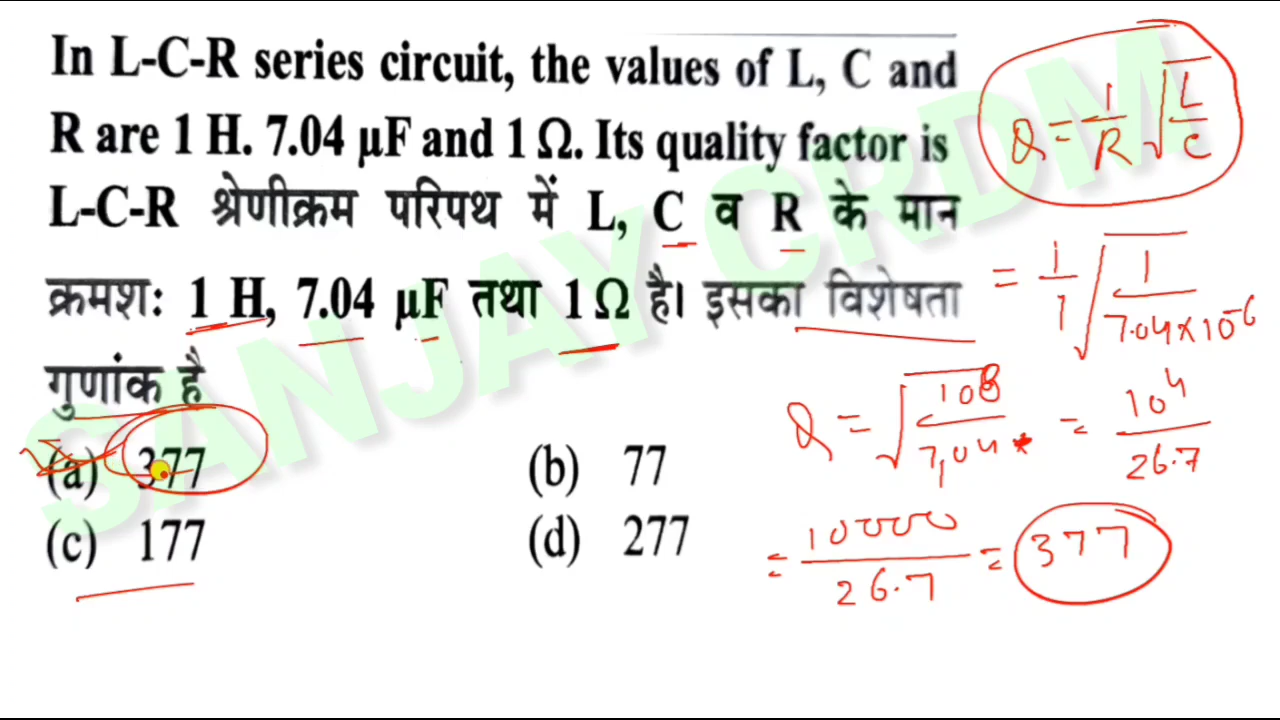 In L-C-R series circuit, the values of L, C and
R are 1 H. 7.04 µF and 1 Ω. Its quality factor is
L-C-R श्रेणीक्रम परिपथ में L, C व R के मान
क्रमशः 1 H, 7.04 µF तथा 1 Ω है। इसका विशेषता
गुणांक है
(a) 377 (b) 77
(c) 177 (d) 277
Q = 1/R √L/C
= 1/1 √1/7.04×10-6
Q = √108/7.04 = 104/26.7
= 10000/26.7 = 377
SANJAY CRDM